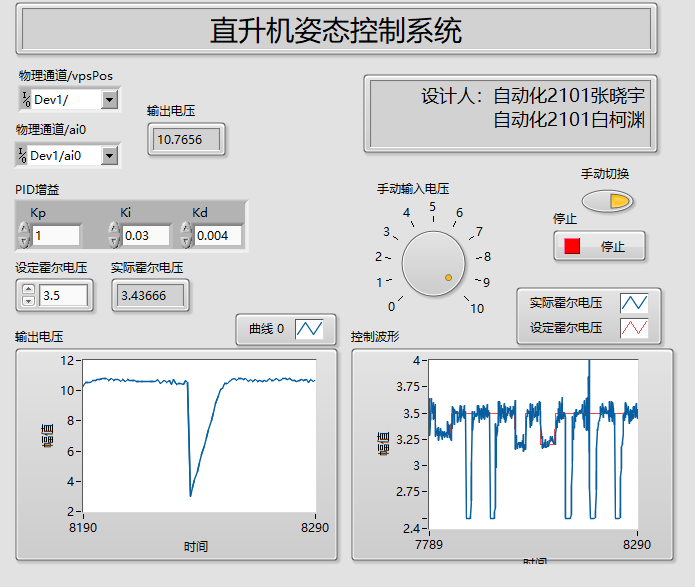 直升机姿态控制系统
物理通道/vpsPos
Dev1/
物理通道/ai0
Dev1/ai0
输出电压
10.7656
设计人：自动化2101张晓宇
自动化2101白柯渊
PID增益
Kp Ki Kd
1 0.03 0.004
设定霍尔电压 实际霍尔电压
3.5 3.43666
手动输入电压
0 1 2 3 4 5 6 7 8 9 10
手动切换
停止
停止
实际霍尔电压
设定霍尔电压
输出电压
曲线 0
幅值
12
10
8
6
4
2
8190 8290
时间
控制波形
幅值
4
3.75
3.5
3.25
3
2.75
2.4
7789 8290
时间